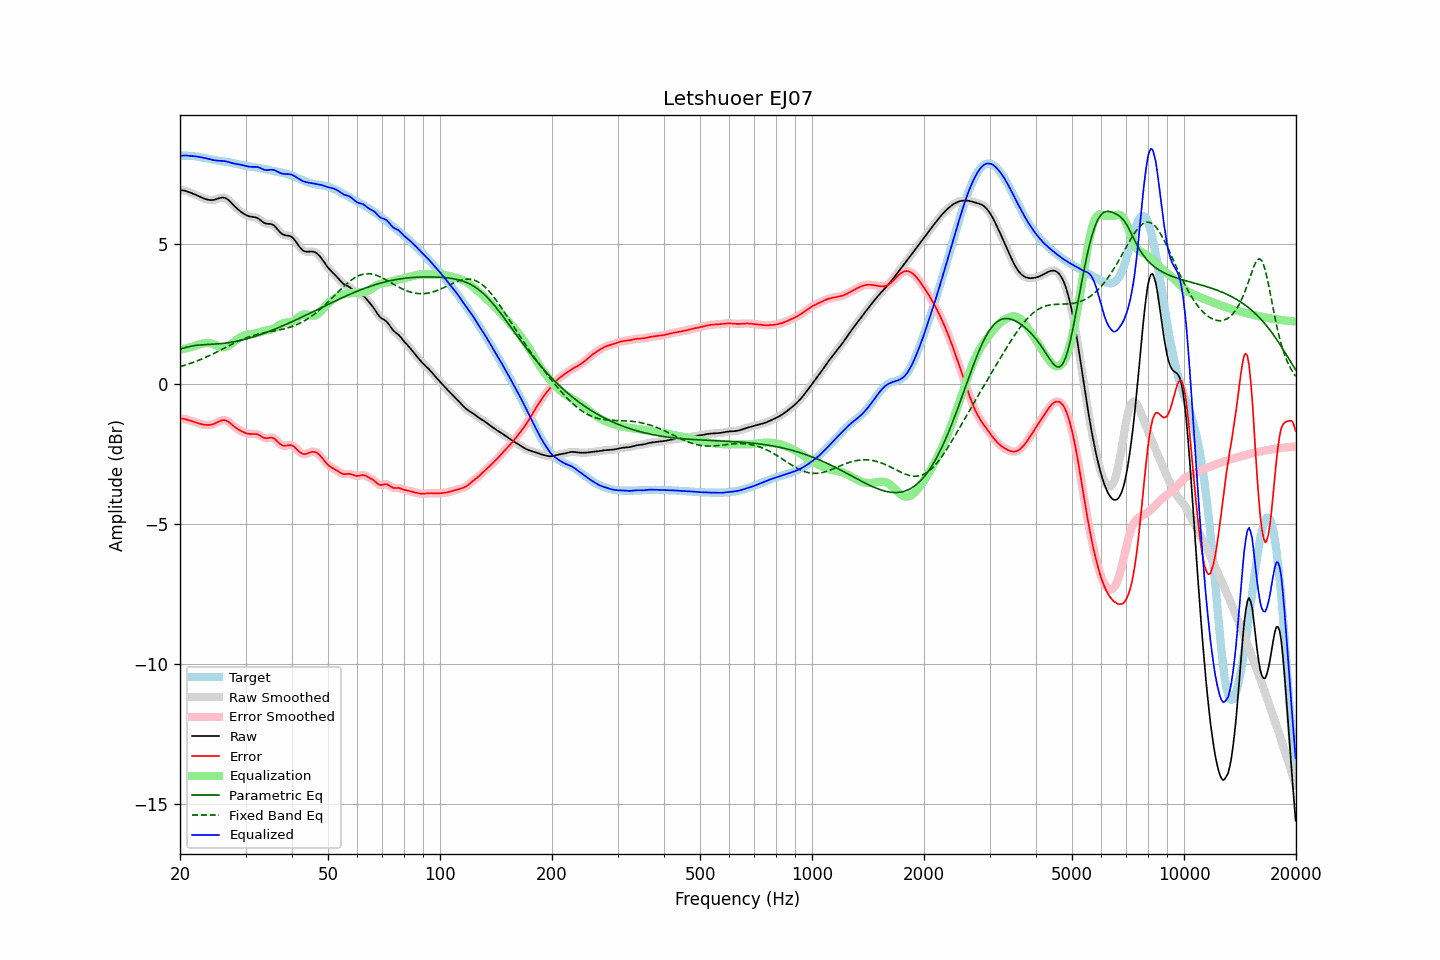 Letshuoer EJ07
Amplitude (dBr)
5
0
−5
−10
−15
Target
Raw Smoothed
Error Smoothed
Raw
Error
Equalization
Parametric Eq
Fixed Band Eq
Equalized
20 50 100 200 500 1000 2000 5000 10000 20000
Frequency (Hz)